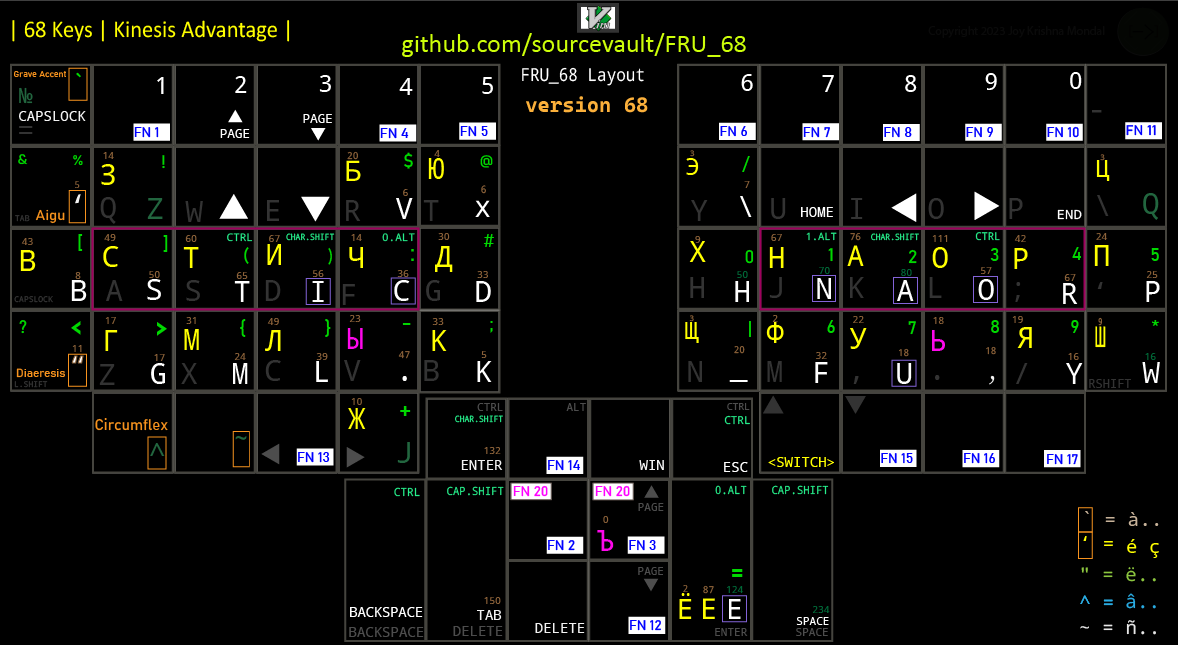 | 68 Keys | Kinesis Advantage |
VIM
github.com/sourcevault/FRU_68
Copyright 2023 Joy Krishna Mondal
FRU_68 Layout
version 68
Grave Accent `
№
CAPSLOCK
=
1 FN 1
2 ▲ PAGE
3 PAGE ▼
4 FN 4
5 FN 5
6 FN 6
7 FN 7
8 FN 8
9 FN 9
0 FN 10
- FN 11
& % 5 TAB Aigu ‘
14 ! З Q Z
W ▲
E ▼
20 $ Б 6 R V
4 @ Ю 6 T x
3 / Э 7 Y \
U HOME
I ◀
O ▶
P END
3 Ц \ Q
43 [ В 8 CAPSLOCK B
49 ] С 50 A S
60 CTRL ( Т 65 S T
67 CHAR.SHIFT ) И 56 D I
14 0.ALT : Ч 36 F C
30 # Д 33 G D
9 Х 0 50 H H
67 1.ALT Н 1 70 J N
76 CHAR.SHIFT А 2 80 K A
111 CTRL О 3 57 L O
42 Р 4 67 ; R
24 П 5 25 ‘ P
? < 11 Diaeresis " L.SHIFT
17 > Г 17 Z G
31 { М 24 X M
49 } Л 39 C L
23 - Ы 47 V .
33 ; К 5 B K
3 | Щ 20 N _
2 6 Ф 32 M F
22 7 У 18 , U
8 Ь 18 . ,
19 9 Я 16 / Y
9 * Ш 16 RSHIFT W
Circumflex ^
~
◀ FN 13
10 + Ж ▶ J
CTRL CHAR.SHIFT 132 ENTER
ALT FN 14
WIN
CTRL CTRL ESC
▲ <SWITCH>
▼ FN 15
FN 16
FN 17
CTRL BACKSPACE BACKSPACE
CAP.SHIFT 150 TAB DELETE
FN 20 FN 2
FN 20 ▲ PAGE 0 Ъ FN 3
DELETE
PAGE ▼ FN 12
0.ALT = 2 87 124 Ё Е E ENTER
CAP.SHIFT 234 SPACE SPACE
` = à..
‘ = é ç
" = ë..
^ = â..
~ = ñ..